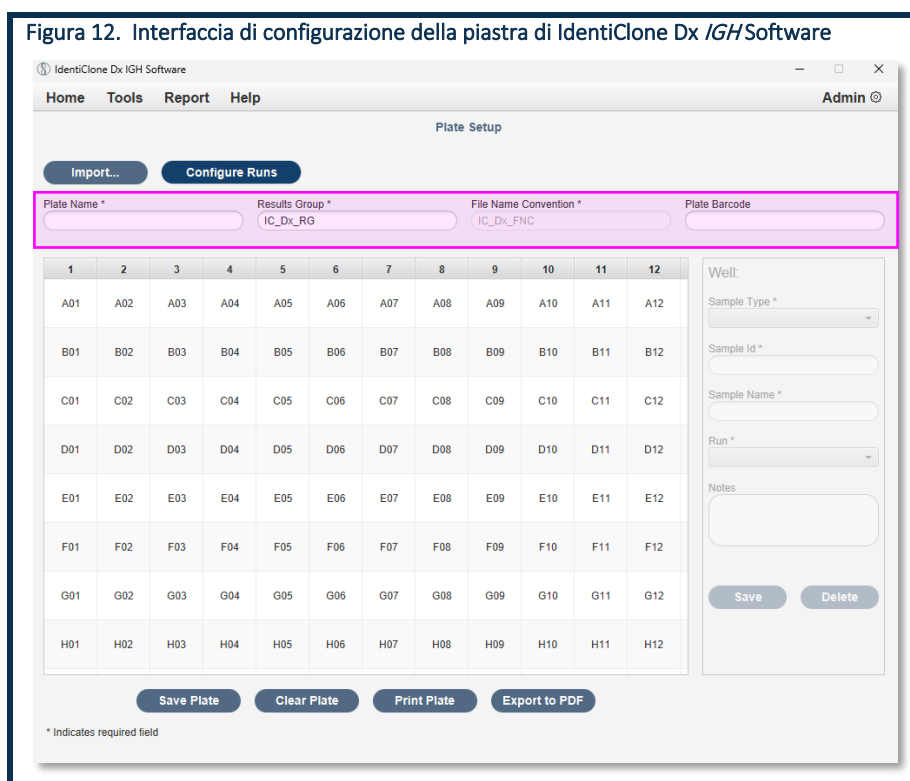 Figura 12. Interfaccia di configurazione della piastra di IdentiClone Dx IGH Software
IdentiClone Dx IGH Software
Home Tools Report Help Admin
Plate Setup
Import... Configure Runs
Plate Name * Results Group * File Name Convention * Plate Barcode
IC_Dx_RG IC_Dx_FNC
1 2 3 4 5 6 7 8 9 10 11 12 Well:
A01 A02 A03 A04 A05 A06 A07 A08 A09 A10 A11 A12 Sample Type *
B01 B02 B03 B04 B05 B06 B07 B08 B09 B10 B11 B12 Sample Id *
C01 C02 C03 C04 C05 C06 C07 C08 C09 C10 C11 C12 Sample Name *
D01 D02 D03 D04 D05 D06 D07 D08 D09 D10 D11 D12 Run *
E01 E02 E03 E04 E05 E06 E07 E08 E09 E10 E11 E12 Notes
F01 F02 F03 F04 F05 F06 F07 F08 F09 F10 F11 F12
G01 G02 G03 G04 G05 G06 G07 G08 G09 G10 G11 G12 Save Delete
H01 H02 H03 H04 H05 H06 H07 H08 H09 H10 H11 H12
Save Plate Clear Plate Print Plate Export to PDF
* Indicates required field